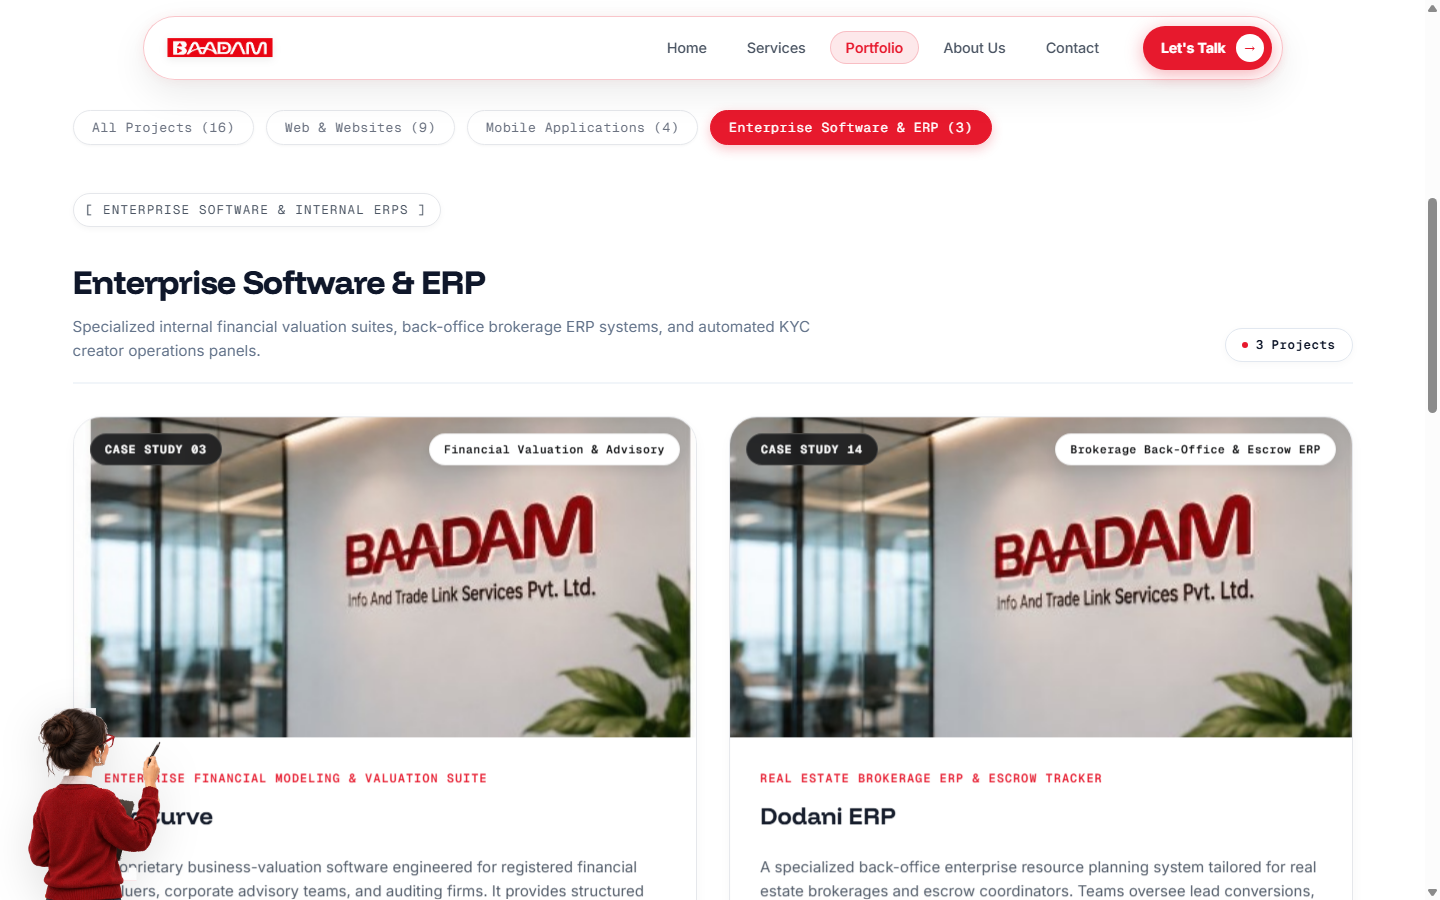 BAADAM
Home
Services
Portfolio
About Us
Contact
Let's Talk →
All Projects (16)
Web & Websites (9)
Mobile Applications (4)
Enterprise Software & ERP (3)
[ ENTERPRISE SOFTWARE & INTERNAL ERPS ]
Enterprise Software & ERP
Specialized internal financial valuation suites, back-office brokerage ERP systems, and automated KYC
creator operations panels.
3 Projects
CASE STUDY 03
Financial Valuation & Advisory
BAADAM
Info And Trade Link Services Pvt. Ltd.
ENTERPRISE FINANCIAL MODELING & VALUATION SUITE
curve
oprietary business-valuation software engineered for registered financial
luers, corporate advisory teams, and auditing firms. It provides structured
CASE STUDY 14
Brokerage Back-Office & Escrow ERP
BAADAM
Info And Trade Link Services Pvt. Ltd.
REAL ESTATE BROKERAGE ERP & ESCROW TRACKER
Dodani ERP
A specialized back-office enterprise resource planning system tailored for real
estate brokerages and escrow coordinators. Teams oversee lead conversions,